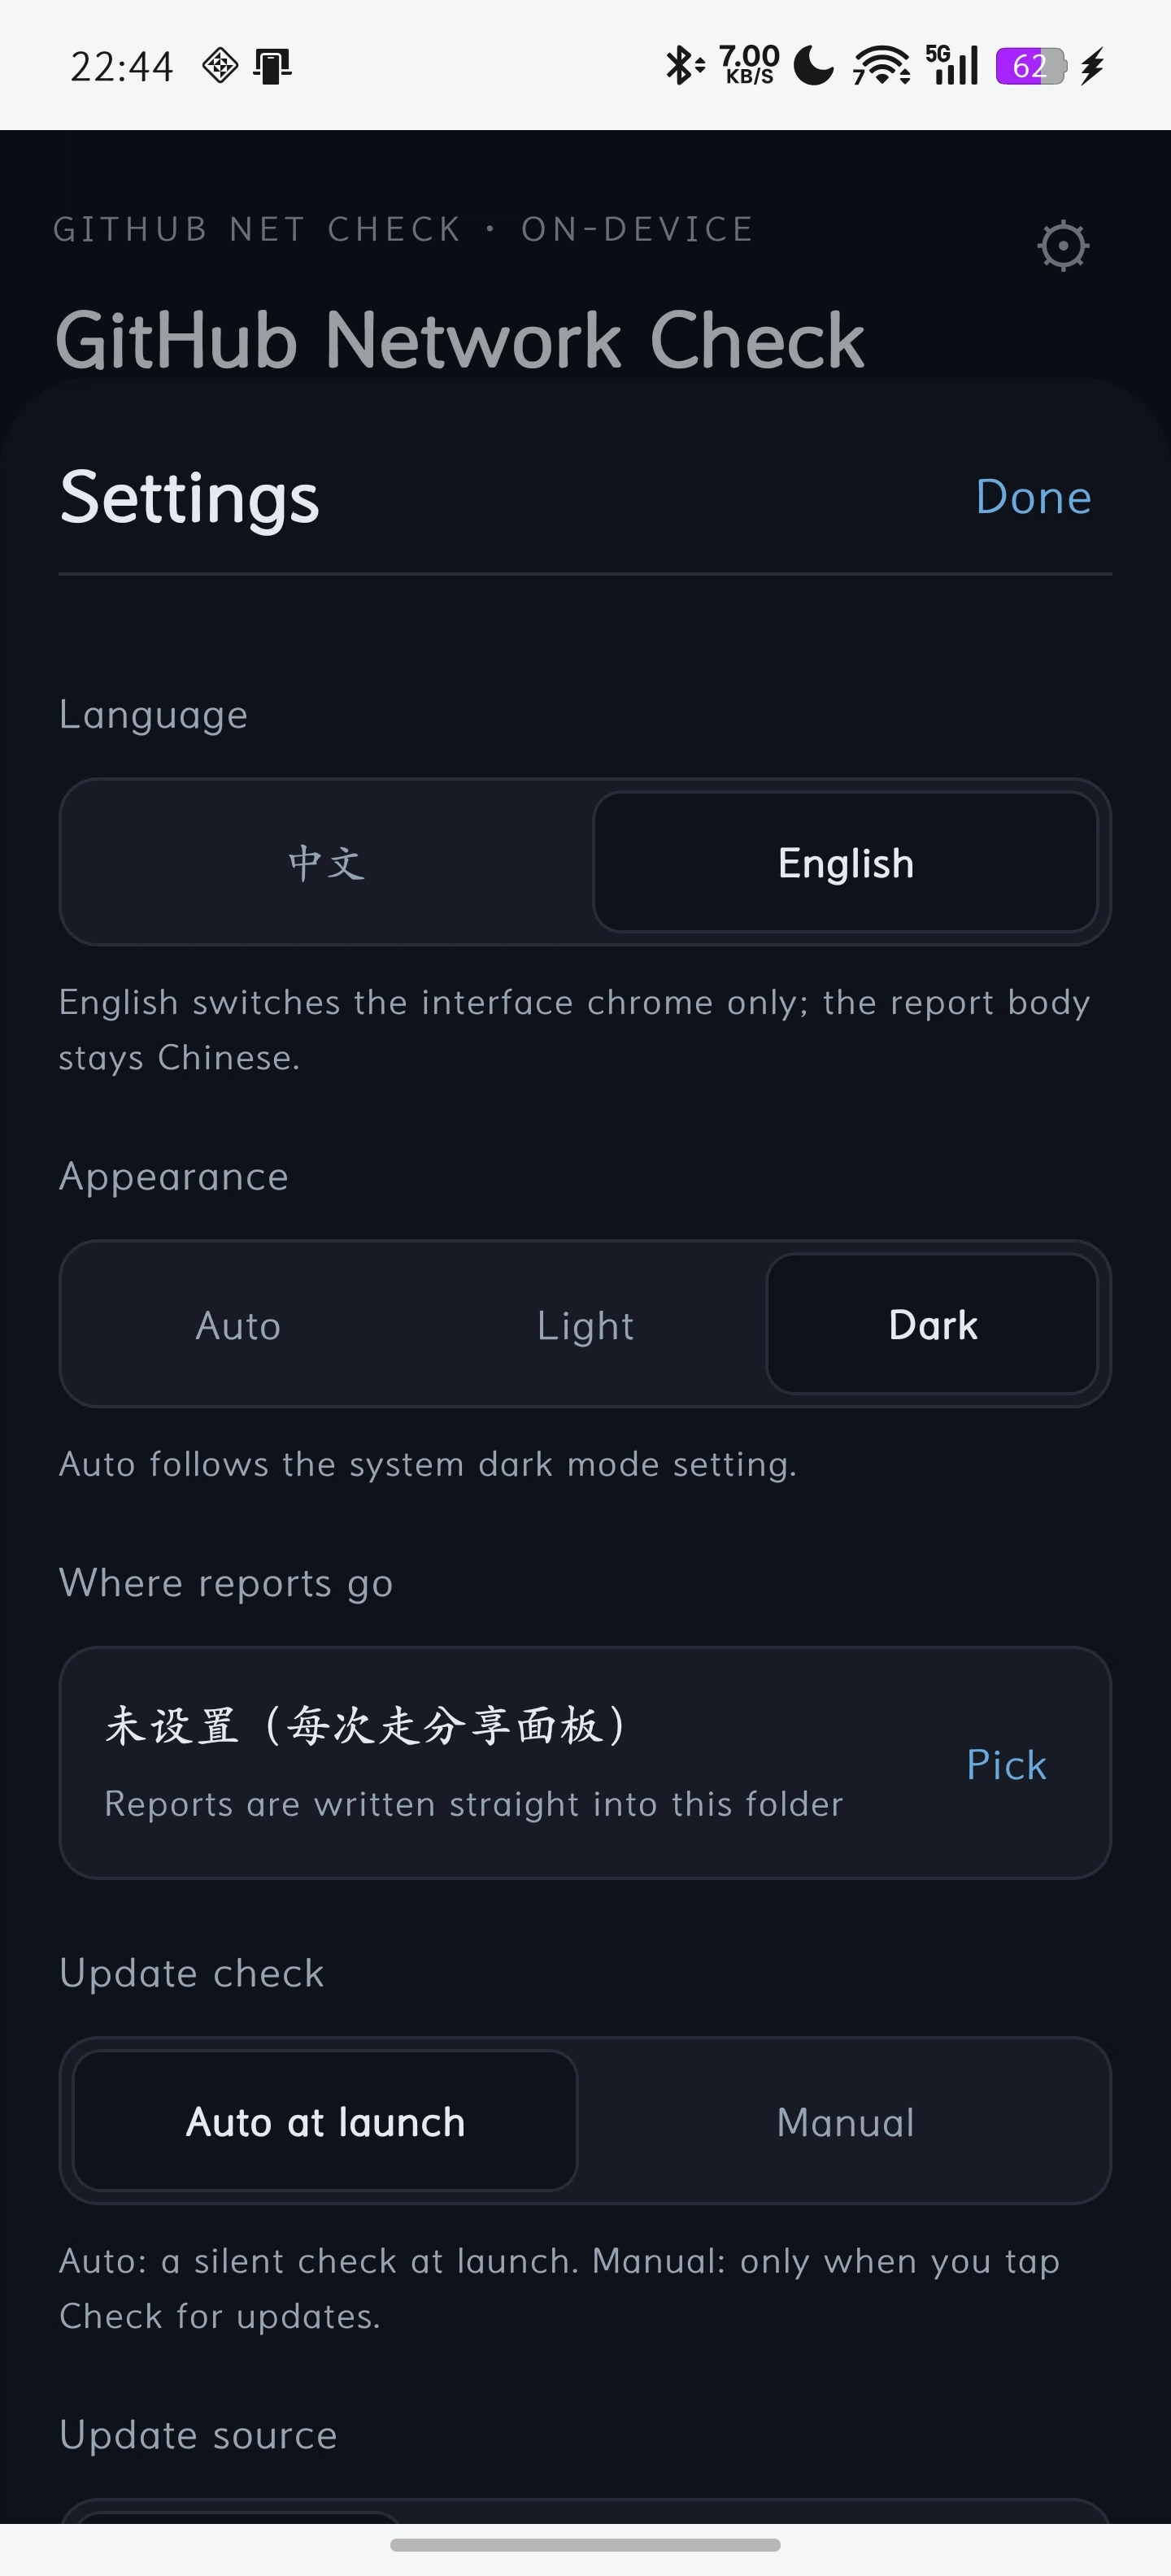 22:44
7.00
KB/S
7
5G
62
GITHUB NET CHECK · ON-DEVICE
GitHub Network Check
Settings
Done
Language
中文
English
English switches the interface chrome only; the report body
stays Chinese.
Appearance
Auto
Light
Dark
Auto follows the system dark mode setting.
Where reports go
未设置（每次走分享面板）
Pick
Reports are written straight into this folder
Update check
Auto at launch
Manual
Auto: a silent check at launch. Manual: only when you tap
Check for updates.
Update source